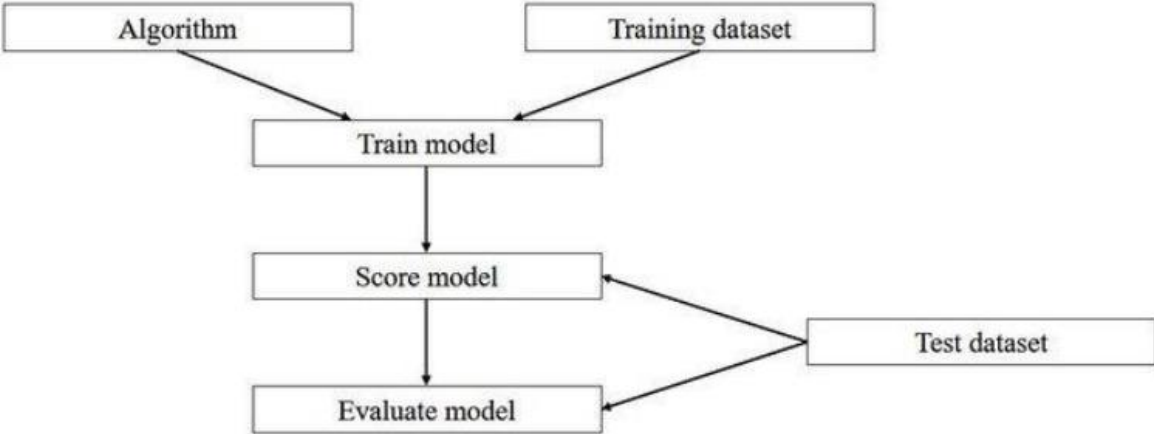 Algorithm
Training dataset
Train model
Score model
Test dataset
Evaluate model